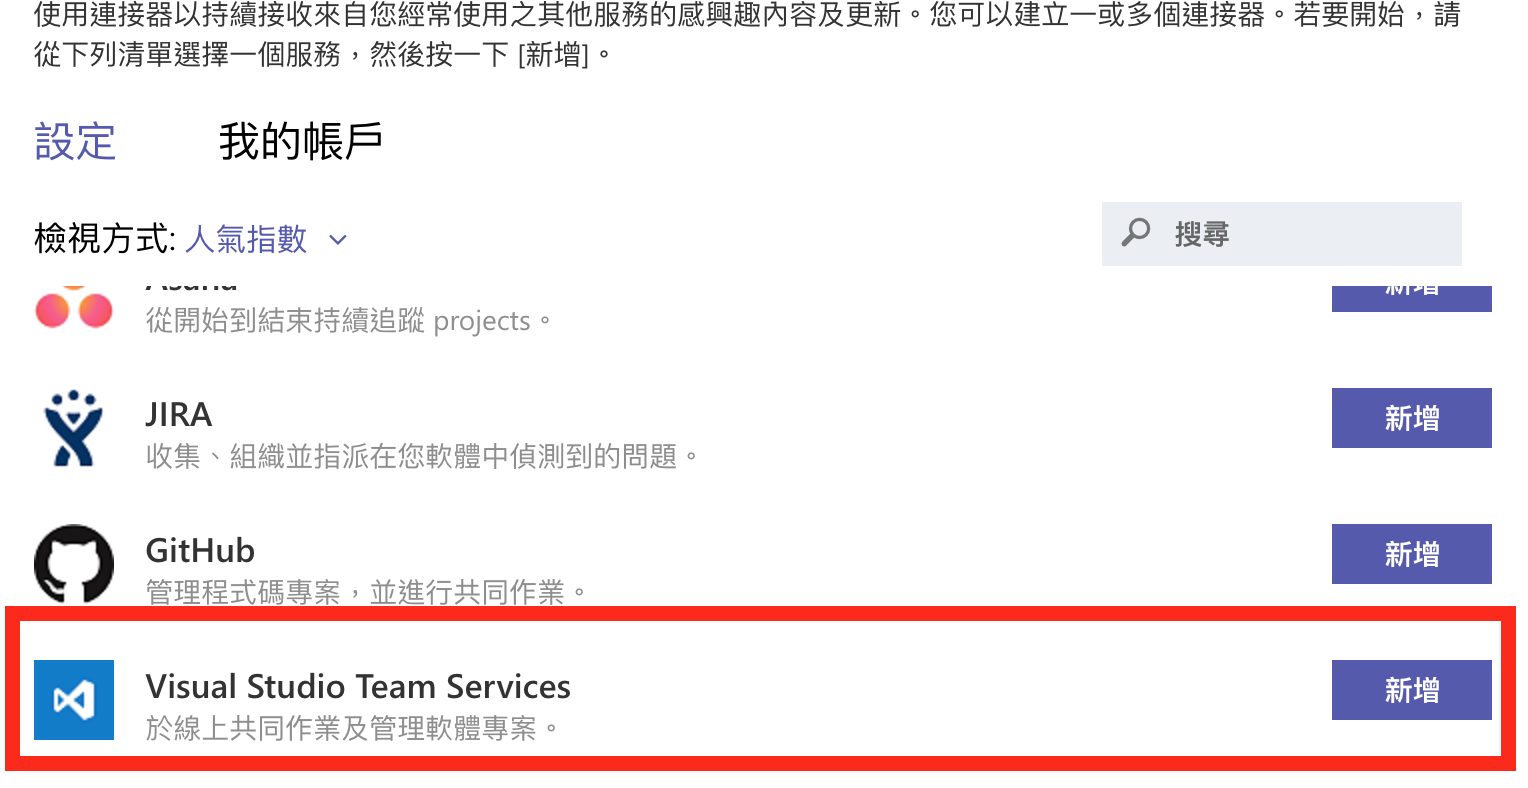 使用連接器以持續接收來自您經常使用之其他服務的感興趣內容及更新。您可以建立一或多個連接器。若要開始，請
從下列清單選擇一個服務，然後按一下 [新增]。
設定 我的帳戶
檢視方式: 人氣指數 搜尋
Asana 新增
從開始到結束持續追蹤 projects。
JIRA 新增
收集、組織並指派在您軟體中偵測到的問題。
GitHub 新增
管理程式碼專案，並進行共同作業。
Visual Studio Team Services 新增
於線上共同作業及管理軟體專案。